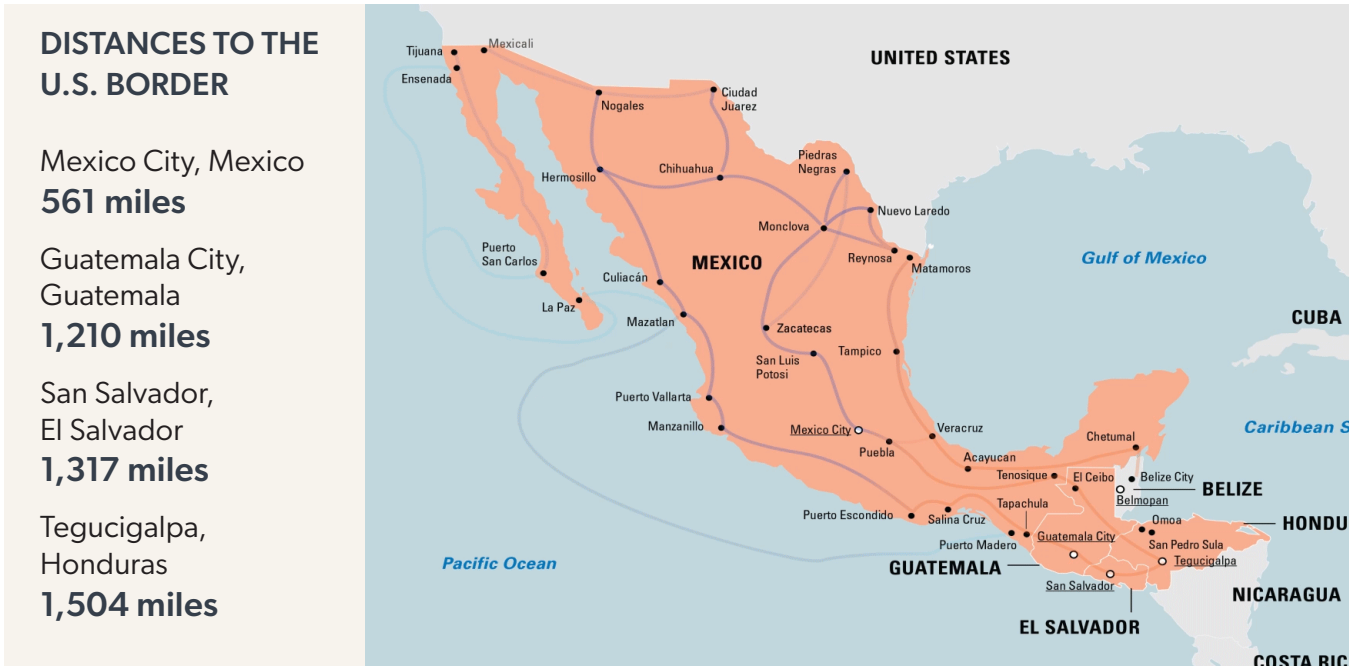 DISTANCES TO THE
U.S. BORDER
Mexico City, Mexico
561 miles
Guatemala City,
Guatemala
1,210 miles
San Salvador,
El Salvador
1,317 miles
Tegucigalpa,
Honduras
1,504 miles
UNITED STATES
Tijuana
Mexicali
Ensenada
Nogales
Ciudad
Juarez
Hermosillo
Chihuahua
Piedras
Negras
Nuevo Laredo
Monclova
Puerto
San Carlos
MEXICO
Reynosa
Matamoros
Gulf of Mexico
Culiacán
La Paz
Mazatlan
Zacatecas
CUBA
San Luis
Potosi
Tampico
Puerto Vallarta
Manzanillo
Mexico City
Veracruz
Chetumal
Caribbean S
Puebla
Acayucan
Tenosique
El Ceibo
Belize City
BELIZE
Belmopan
Tapachula
Puerto Escondido
Salina Cruz
Omoa
HONDU
Puerto Madero
Guatemala City
San Pedro Sula
Tegucigalpa
Pacific Ocean
GUATEMALA
San Salvador
NICARAGUA
EL SALVADOR
COSTA RIC